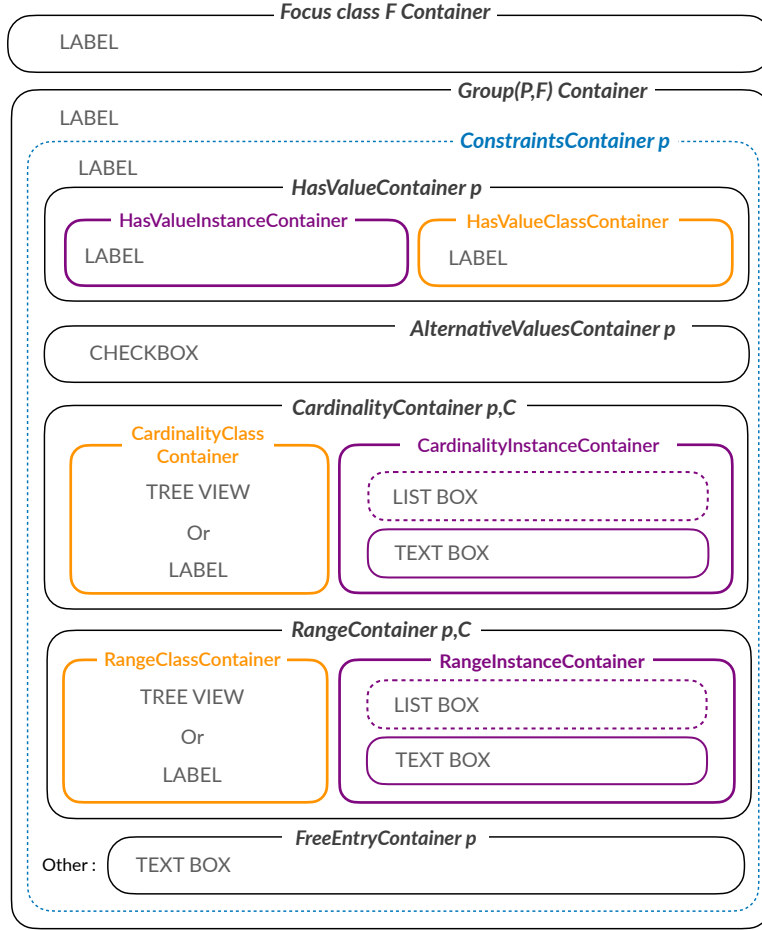 Focus class F Container
LABEL
Group(P,F) Container
LABEL
ConstraintsContainer p
LABEL
HasValueContainer p
HasValueInstanceContainer
HasValueClassContainer
LABEL
LABEL
AlternativeValuesContainer p
CHECKBOX
CardinalityContainer p,C
CardinalityClass
Container
CardinalityInstanceContainer
TREE VIEW
Or
LABEL
LIST BOX
TEXT BOX
RangeContainer p,C
RangeClassContainer
RangeInstanceContainer
TREE VIEW
Or
LABEL
LIST BOX
TEXT BOX
FreeEntryContainer p
Other : TEXT BOX